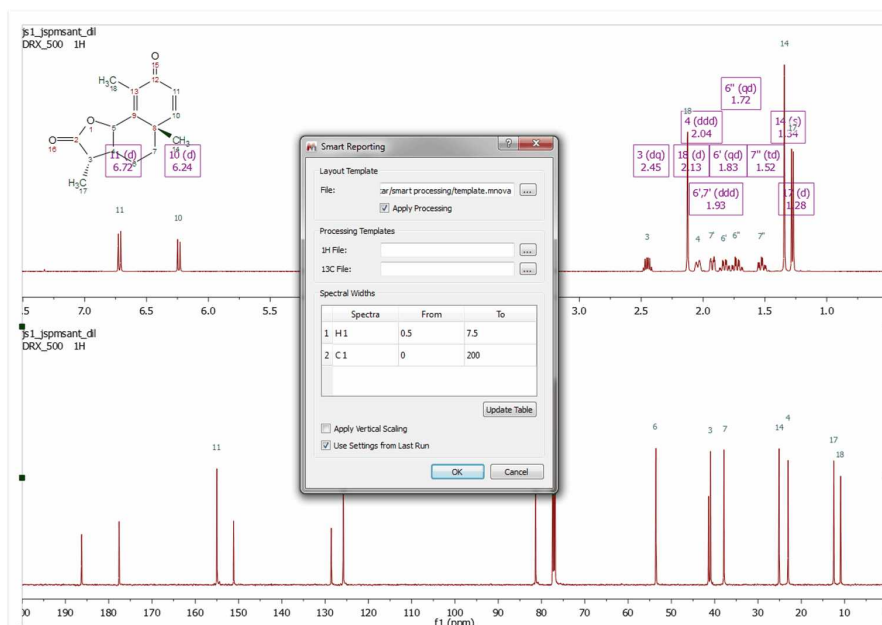 js1_jspmsant_dil
DRX_500 1H
O
15
12
H₃C
18
13
11
9
10
O
1
5
8
O
16
CH₃
14
3
7
H₃C
17
11 (d)
6.72
10 (d)
6.24
11
10
14
6'' (qd)
1.72
18
4 (ddd)
2.04
14 (s)
1.34
17
3 (dq)
2.45
18 (d)
2.13
6' (qd)
1.83
7'' (td)
1.52
6',7' (ddd)
1.93
17 (d)
1.28
3
4
7'
6'
6''
7''
7.0
6.5
6.0
5.5
3.0
2.5
2.0
1.5
1.0
Smart Reporting
Layout Template
File:
:ar/smart processing/template.mnova
...
Apply Processing
Processing Templates
1H File:
...
13C File:
...
Spectral Widths
Spectra From To
1 H1 0.5 7.5
2 C1 0 200
Update Table
Apply Vertical Scaling
Use Settings from Last Run
OK
Cancel
js1_jspmsant_dil
DRX_500 1H
11
6
3
7
14
4
17
18
190
180
170
160
150
140
130
120
110
100
90
80
70
60
50
40
30
20
10
0
f1 (ppm)